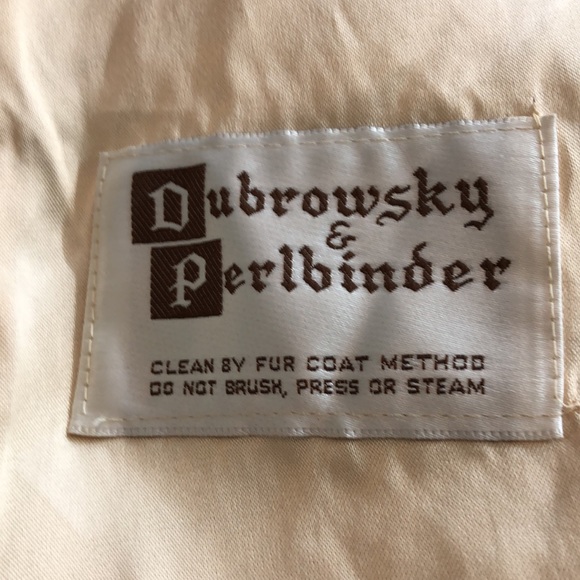 Dubrowsky
&
Perlbinder
CLEAN BY FUR COAT METHOD
DO NOT BRUSH, PRESS OR STEAM